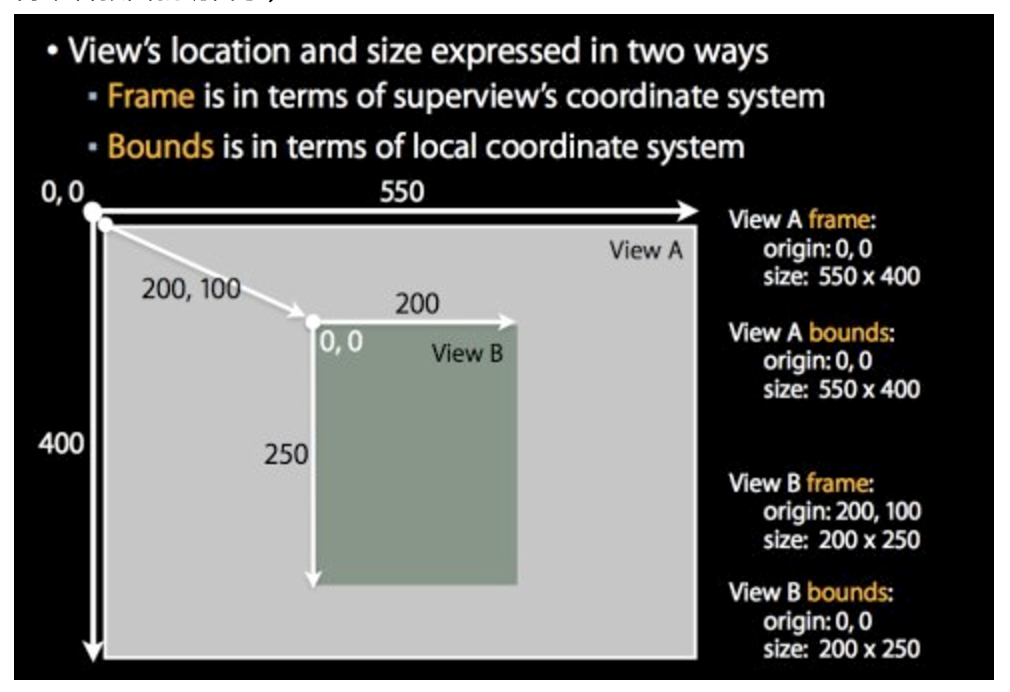 • View's location and size expressed in two ways
▪ Frame is in terms of superview's coordinate system
▪ Bounds is in terms of local coordinate system
0, 0
550
View A
200, 100
200
0, 0
View B
400
250
View A frame:
origin: 0, 0
size: 550 x 400
View A bounds:
origin: 0, 0
size: 550 x 400
View B frame:
origin: 200, 100
size: 200 x 250
View B bounds:
origin: 0, 0
size: 200 x 250